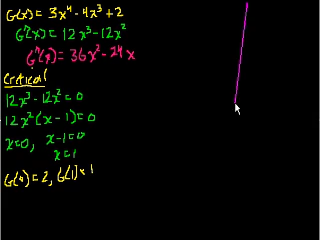 G(x) = 3x⁴ - 4x³ + 2
G'(x) = 12x³ - 12x²
G''(x) = 36x² - 24x
Critical
12x³ - 12x² = 0
12x²(x - 1) = 0
x = 0, x - 1 = 0
x = 1
G(0) = 2, G(1) = 1